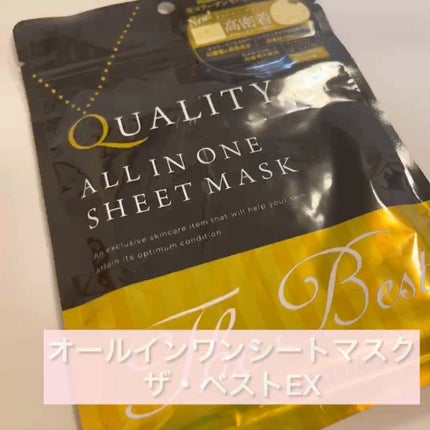 New!
高密着
QUALITY
ALL IN ONE
SHEET MASK
An exclusive skincare item that will help your skin
attain its optimum condition
The Best
オールインワンシートマスク
ザ・ベストEX